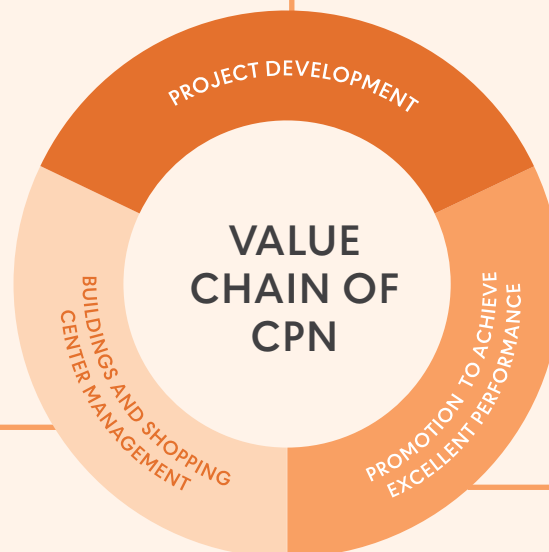 PROJECT DEVELOPMENT
VALUE
CHAIN OF
CPN
BUILDINGS AND SHOPPING
CENTER MANAGEMENT
PROMOTION TO ACHIEVE
EXCELLENT PERFORMANCE